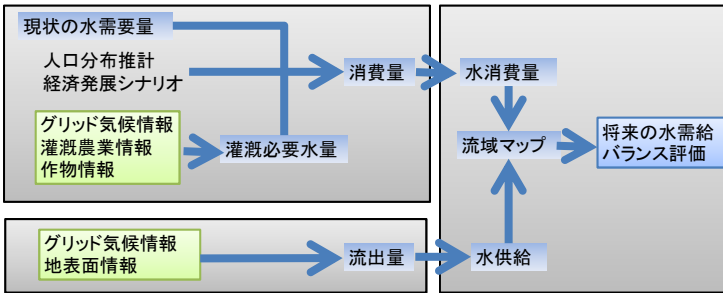 現状の水需要量
人口分布推計
経済発展シナリオ
消費量
グリッド気候情報
灌漑農業情報
作物情報
灌漑必要水量
水消費量
流域マップ
将来の水需給
バランス評価
グリッド気候情報
地表面情報
流出量
水供給